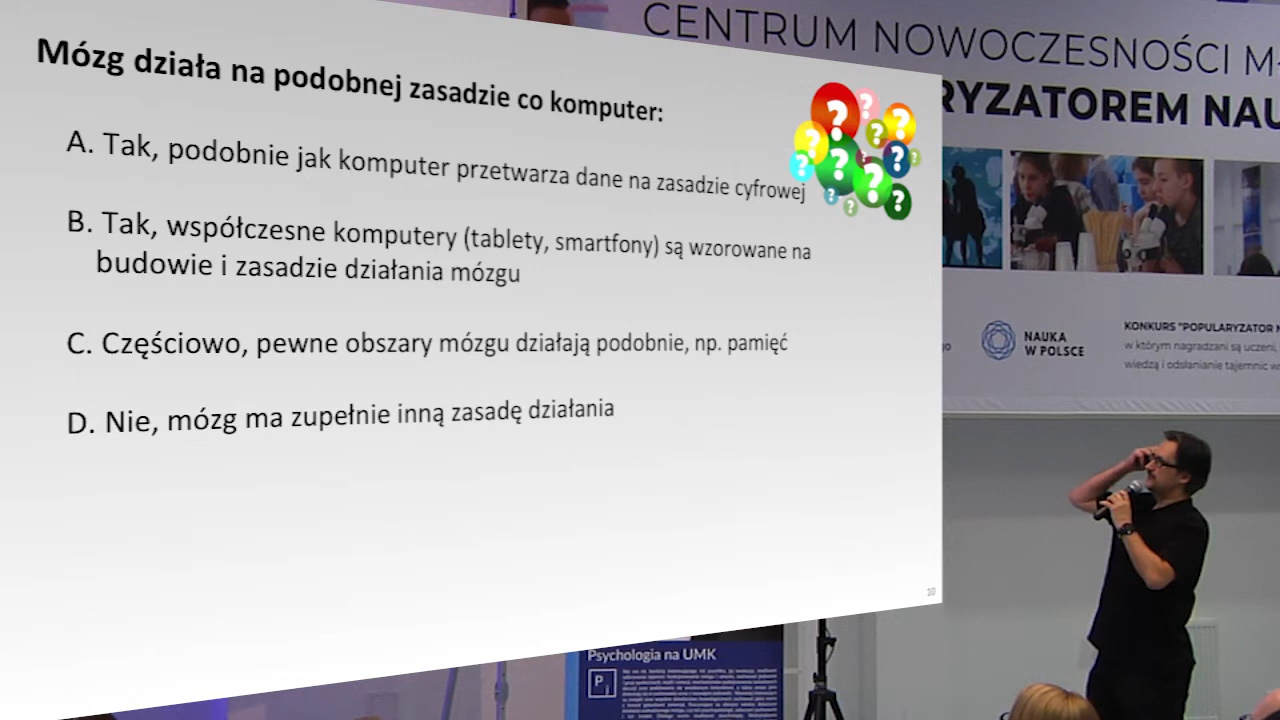 Mózg działa na podobnej zasadzie co komputer:
A. Tak, podobnie jak komputer przetwarza dane na zasadzie cyfrowej
B. Tak, współczesne komputery (tablety, smartfony) są wzorowane na
budowie i zasadzie działania mózgu
C. Częściowo, pewne obszary mózgu działają podobnie, np. pamięć
D. Nie, mózg ma zupełnie inną zasadę działania
10
CENTRUM NOWOCZESNOŚCI MŁ
RYZATOREM NAU
NAUKA
W POLSCE
KONKURS "POPULARYZATOR N
w którym nagradzani są uczeni,
wiedzą i odsłanianie tajemnic
Psychologia na UMK